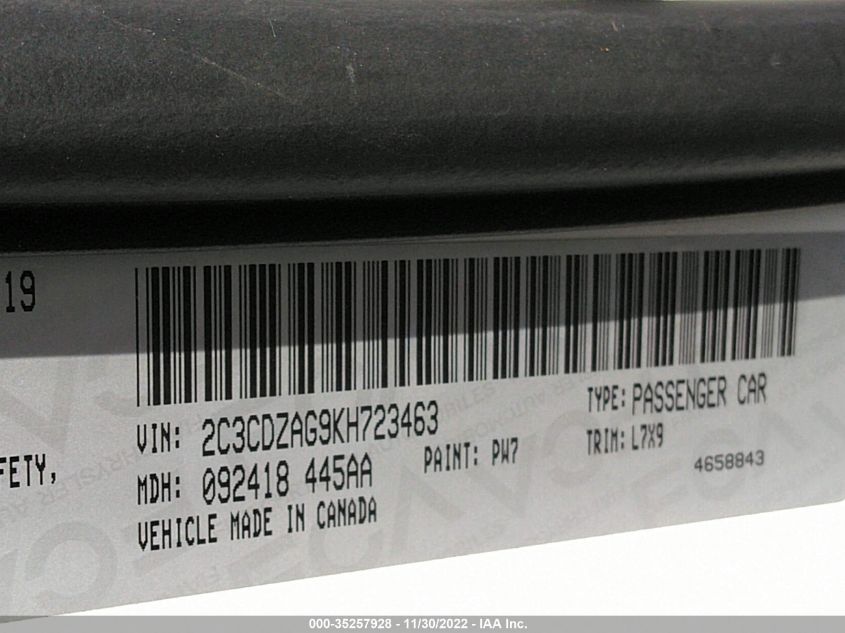 19
VIN: 2C3CDZAG9KH723463
TYPE: PASSENGER CAR
FETY,
MDH: 092418 445AA
PAINT: PW7
TRIM: L7X9
4658843
VEHICLE MADE IN CANADA
000-35257928 - 11/30/2022 - IAA Inc.